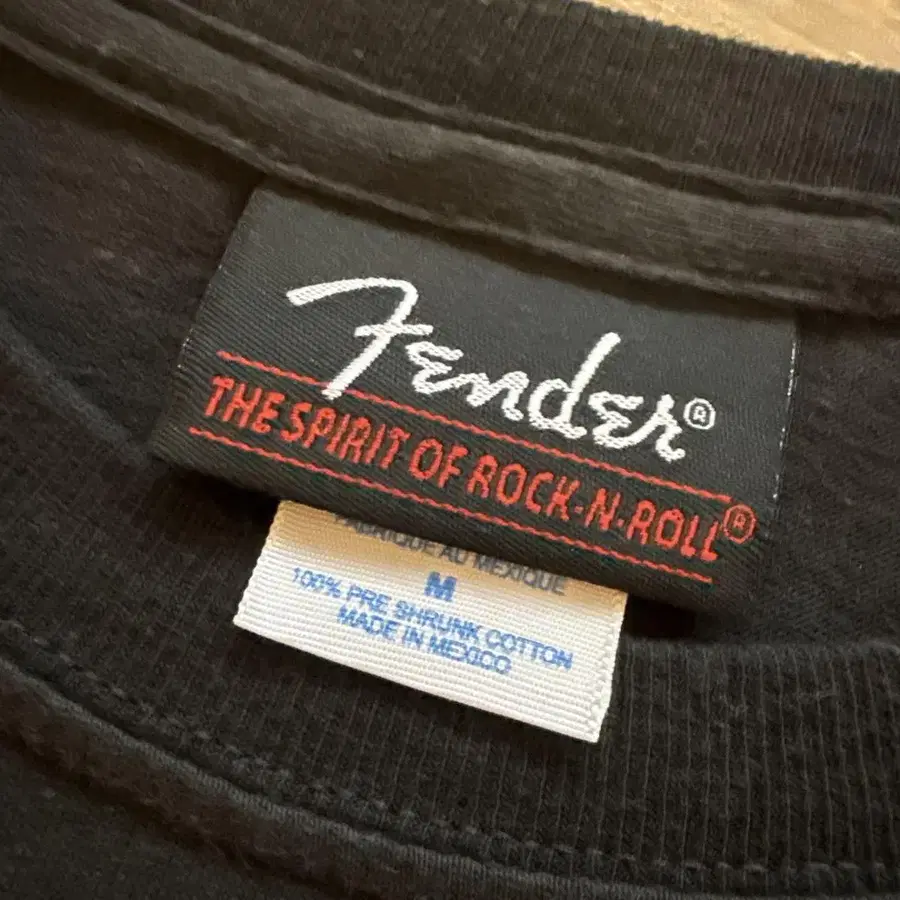 Fender®
THE SPIRIT OF ROCK-N-ROLL®
FABRIQUE AU MEXIQUE
M
100% PRE SHRUNK COTTON
MADE IN MEXICO